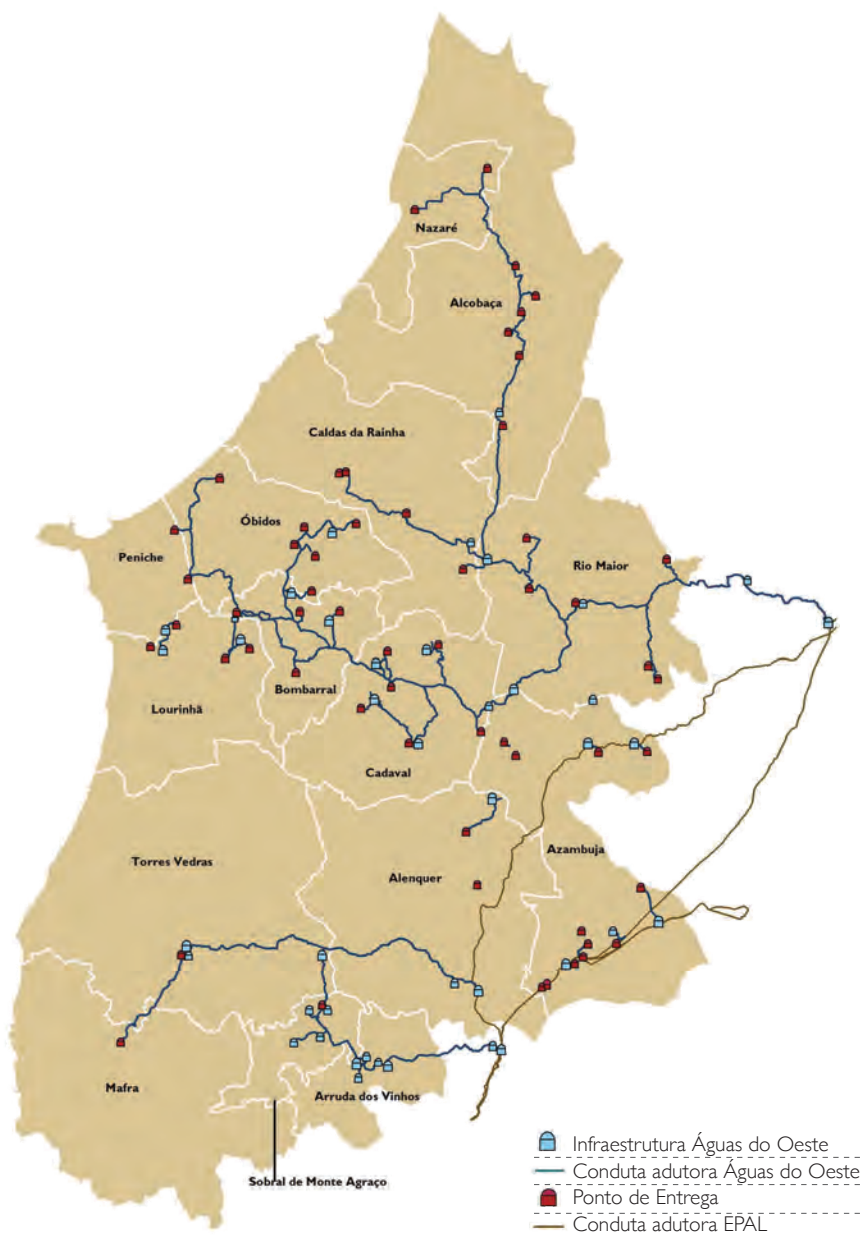 Nazaré
Alcobaça
Caldas da Rainha
Óbidos
Peniche
Rio Maior
Bombarral
Lourinhã
Cadaval
Torres Vedras
Alenquer
Azambuja
Mafra
Arruda dos Vinhos
Sobral de Monte Agraço
Infraestrutura Águas do Oeste
Conduta adutora Águas do Oeste
Ponto de Entrega
Conduta adutora EPAL